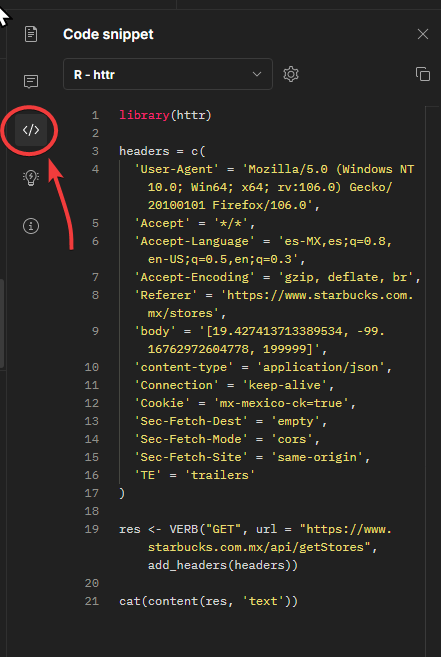 Code snippet
R - httr
</>
1 library(httr)
2
3 headers = c(
4 'User-Agent' = 'Mozilla/5.0 (Windows NT
10.0; Win64; x64; rv:106.0) Gecko/
20100101 Firefox/106.0',
5 'Accept' = '*/*',
6 'Accept-Language' = 'es-MX,es;q=0.8,
en-US;q=0.5,en;q=0.3',
7 'Accept-Encoding' = 'gzip, deflate, br',
8 'Referer' = 'https://www.starbucks.com.
mx/stores',
9 'body' = '[19.427413713389534, -99.
16762972604778, 199999]',
10 'content-type' = 'application/json',
11 'Connection' = 'keep-alive',
12 'Cookie' = 'mx-mexico-ck=true',
13 'Sec-Fetch-Dest' = 'empty',
14 'Sec-Fetch-Mode' = 'cors',
15 'Sec-Fetch-Site' = 'same-origin',
16 'TE' = 'trailers'
17 )
18
19 res <- VERB("GET", url = "https://www.
starbucks.com.mx/api/getStores",
add_headers(headers))
20
21 cat(content(res, 'text'))